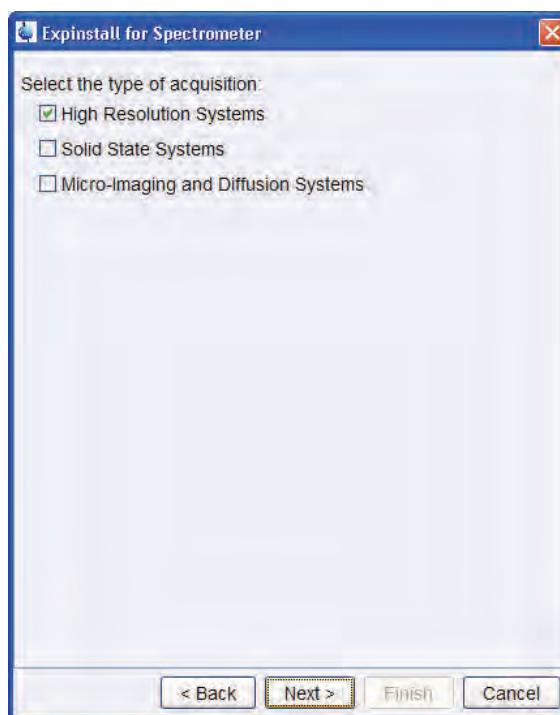 Expinstall for Spectrometer
Select the type of acquisition:
High Resolution Systems
Solid State Systems
Micro-Imaging and Diffusion Systems
< Back Next > Finish Cancel